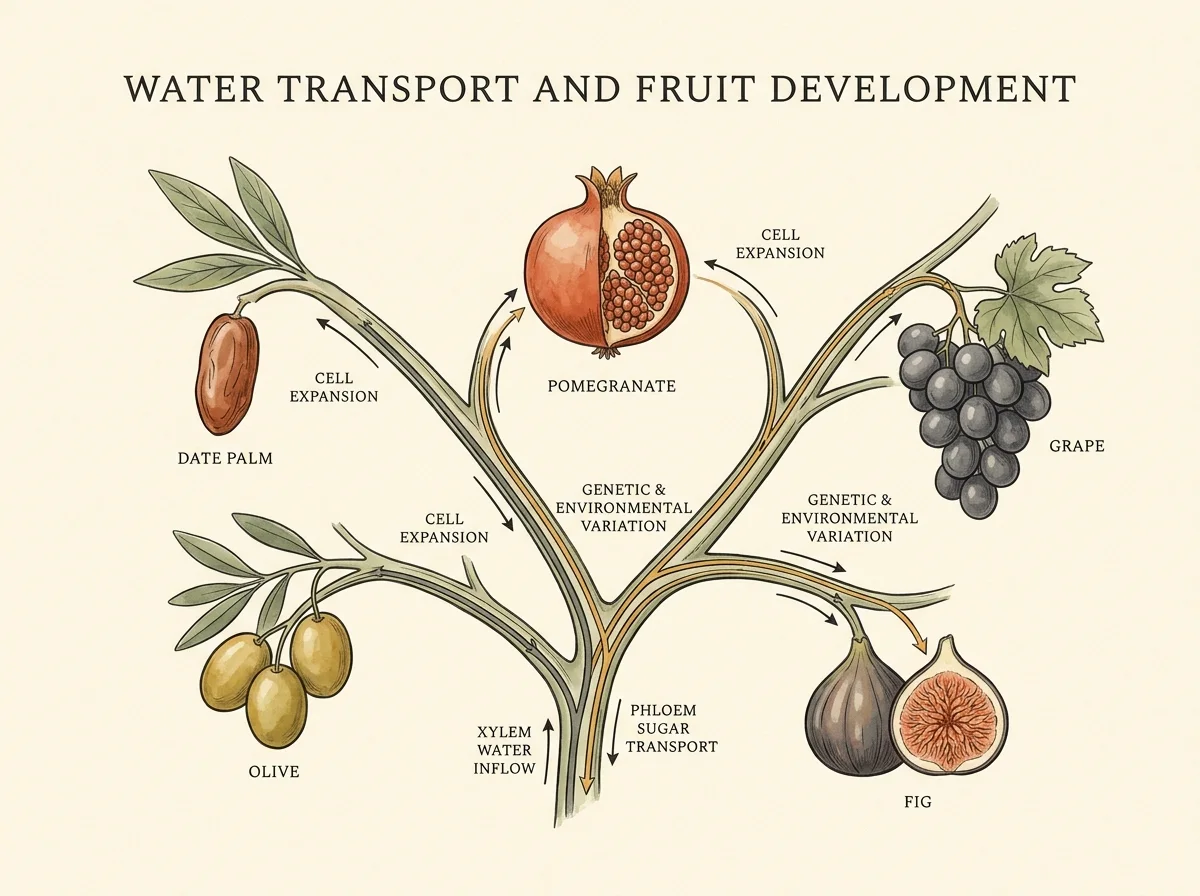 WATER TRANSPORT AND FRUIT DEVELOPMENT
CELL
EXPANSION
POMEGRANATE
CELL
EXPANSION
DATE PALM
GRAPE
CELL
EXPANSION
GENETIC &
ENVIRONMENTAL
VARIATION
GENETIC &
ENVIRONMENTAL
VARIATION
OLIVE
XYLEM
WATER
INFLOW
PHLOEM
SUGAR
TRANSPORT
FIG